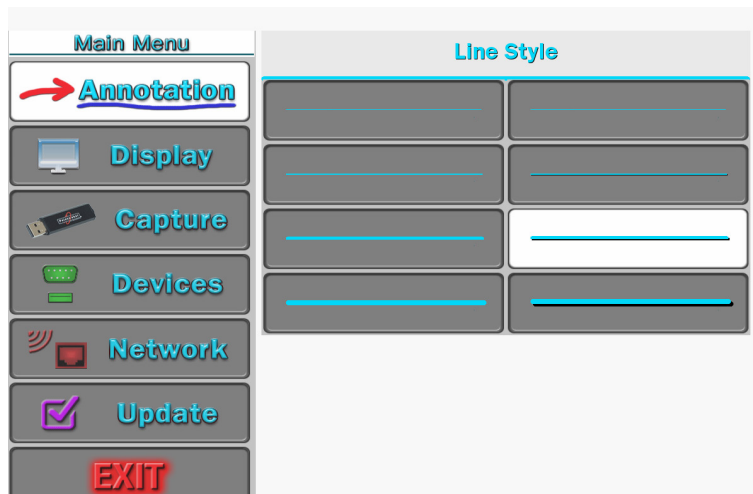 Main Menu
Line Style
Annotation
Display
Capture
Devices
Network
Update
EXIT